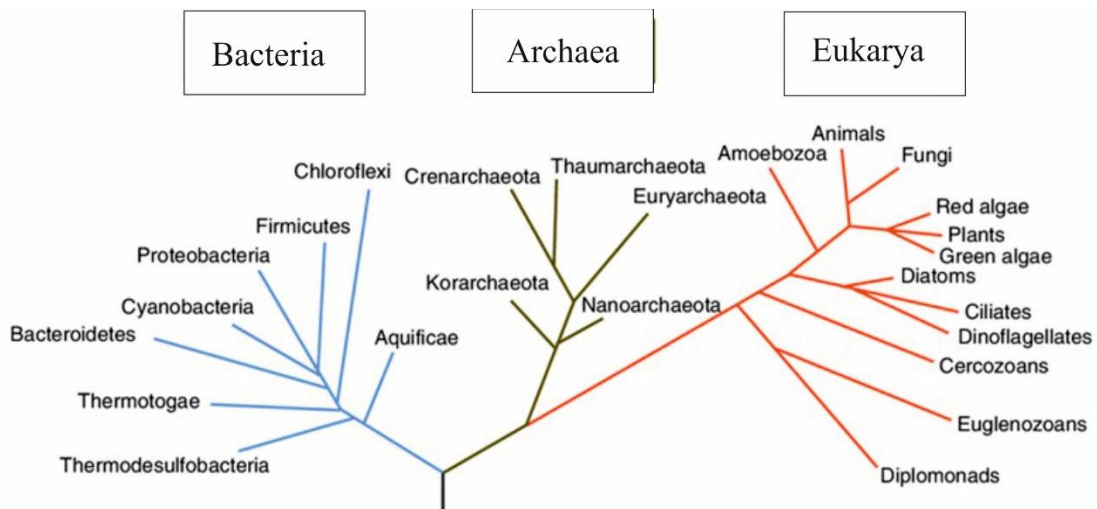 Bacteria
Archaea
Eukarya
Chloroflexi
Firmicutes
Proteobacteria
Cyanobacteria
Bacteroidetes
Aquificae
Thermotogae
Thermodesulfobacteria
Crenarchaeota
Thaumarchaeota
Euryarchaeota
Korarchaeota
Nanoarchaeota
Animals
Amoebozoa
Fungi
Red algae
Plants
Green algae
Diatoms
Ciliates
Dinoflagellates
Cercozoans
Euglenozoans
Diplomonads